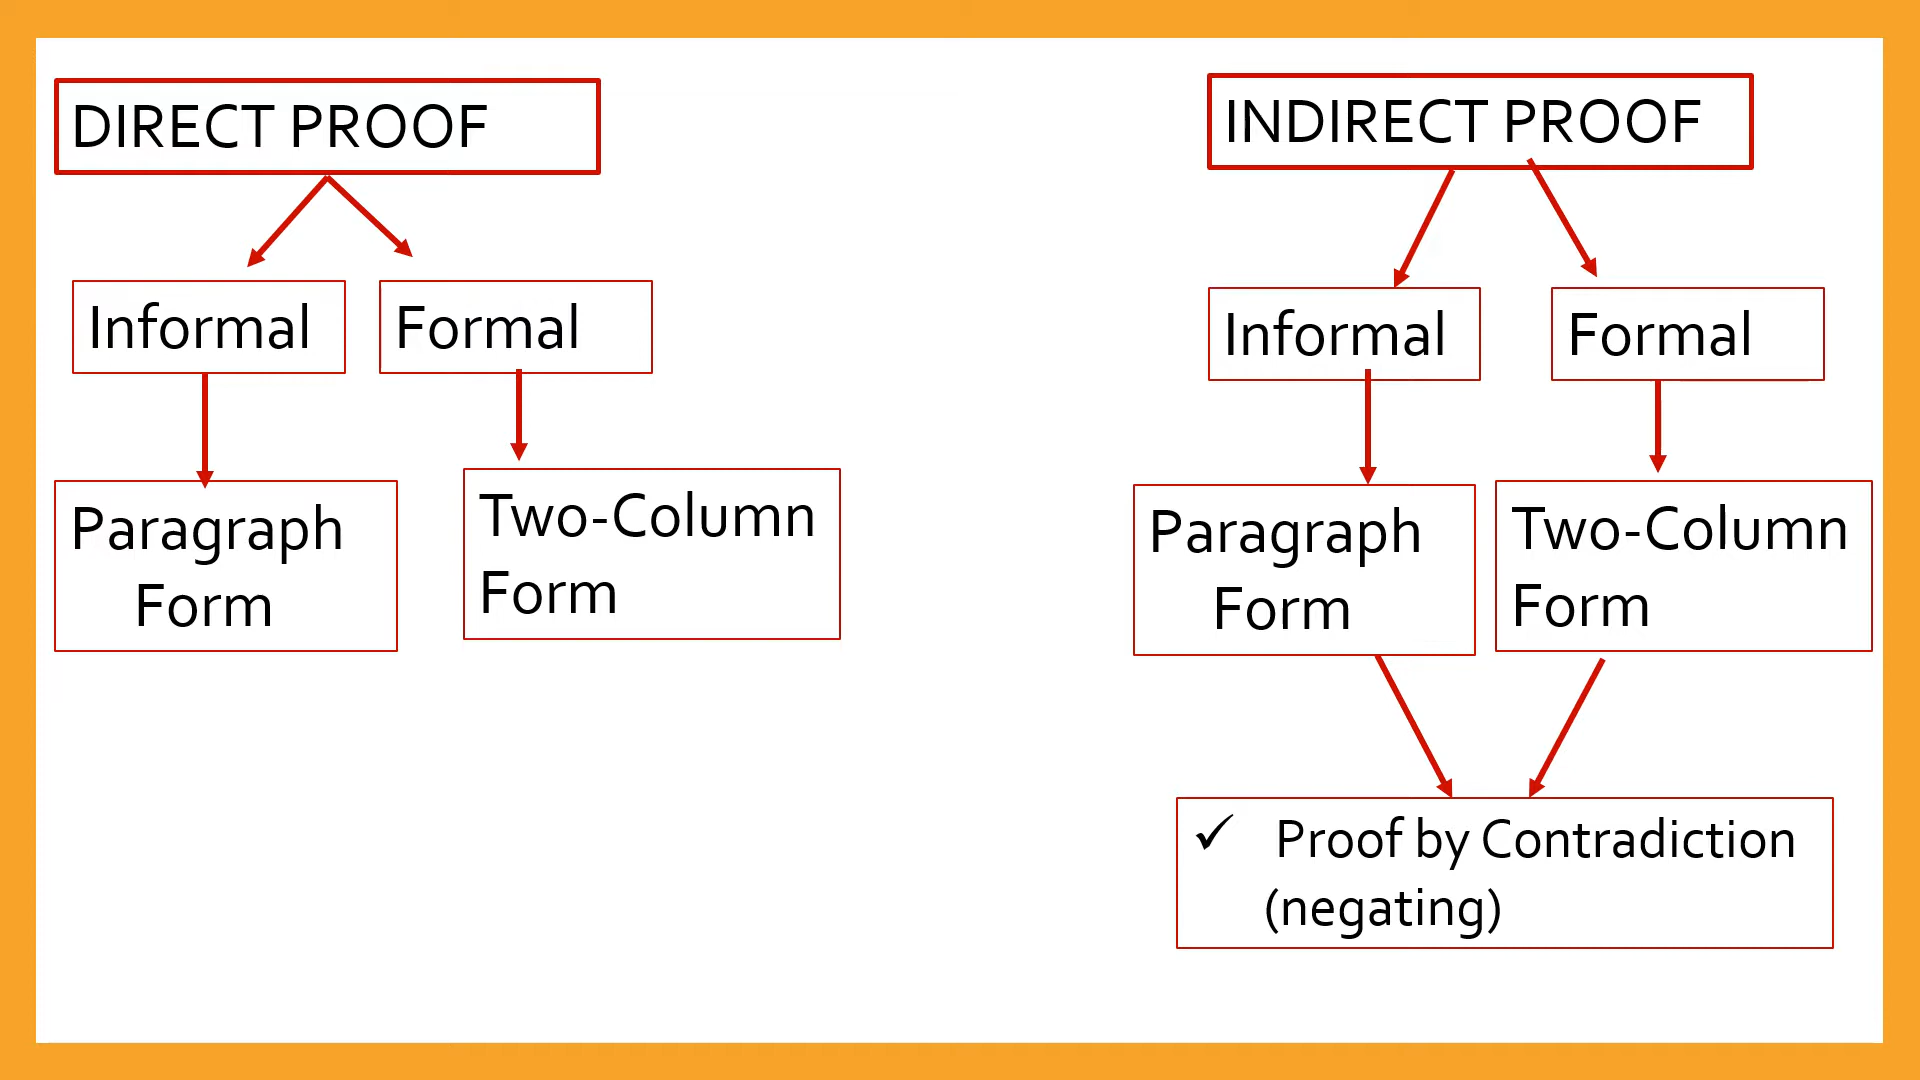 DIRECT PROOF
Informal
Formal
Paragraph
Form
Two-Column
Form
INDIRECT PROOF
Informal
Formal
Paragraph
Form
Two-Column
Form
✓ Proof by Contradiction
(negating)